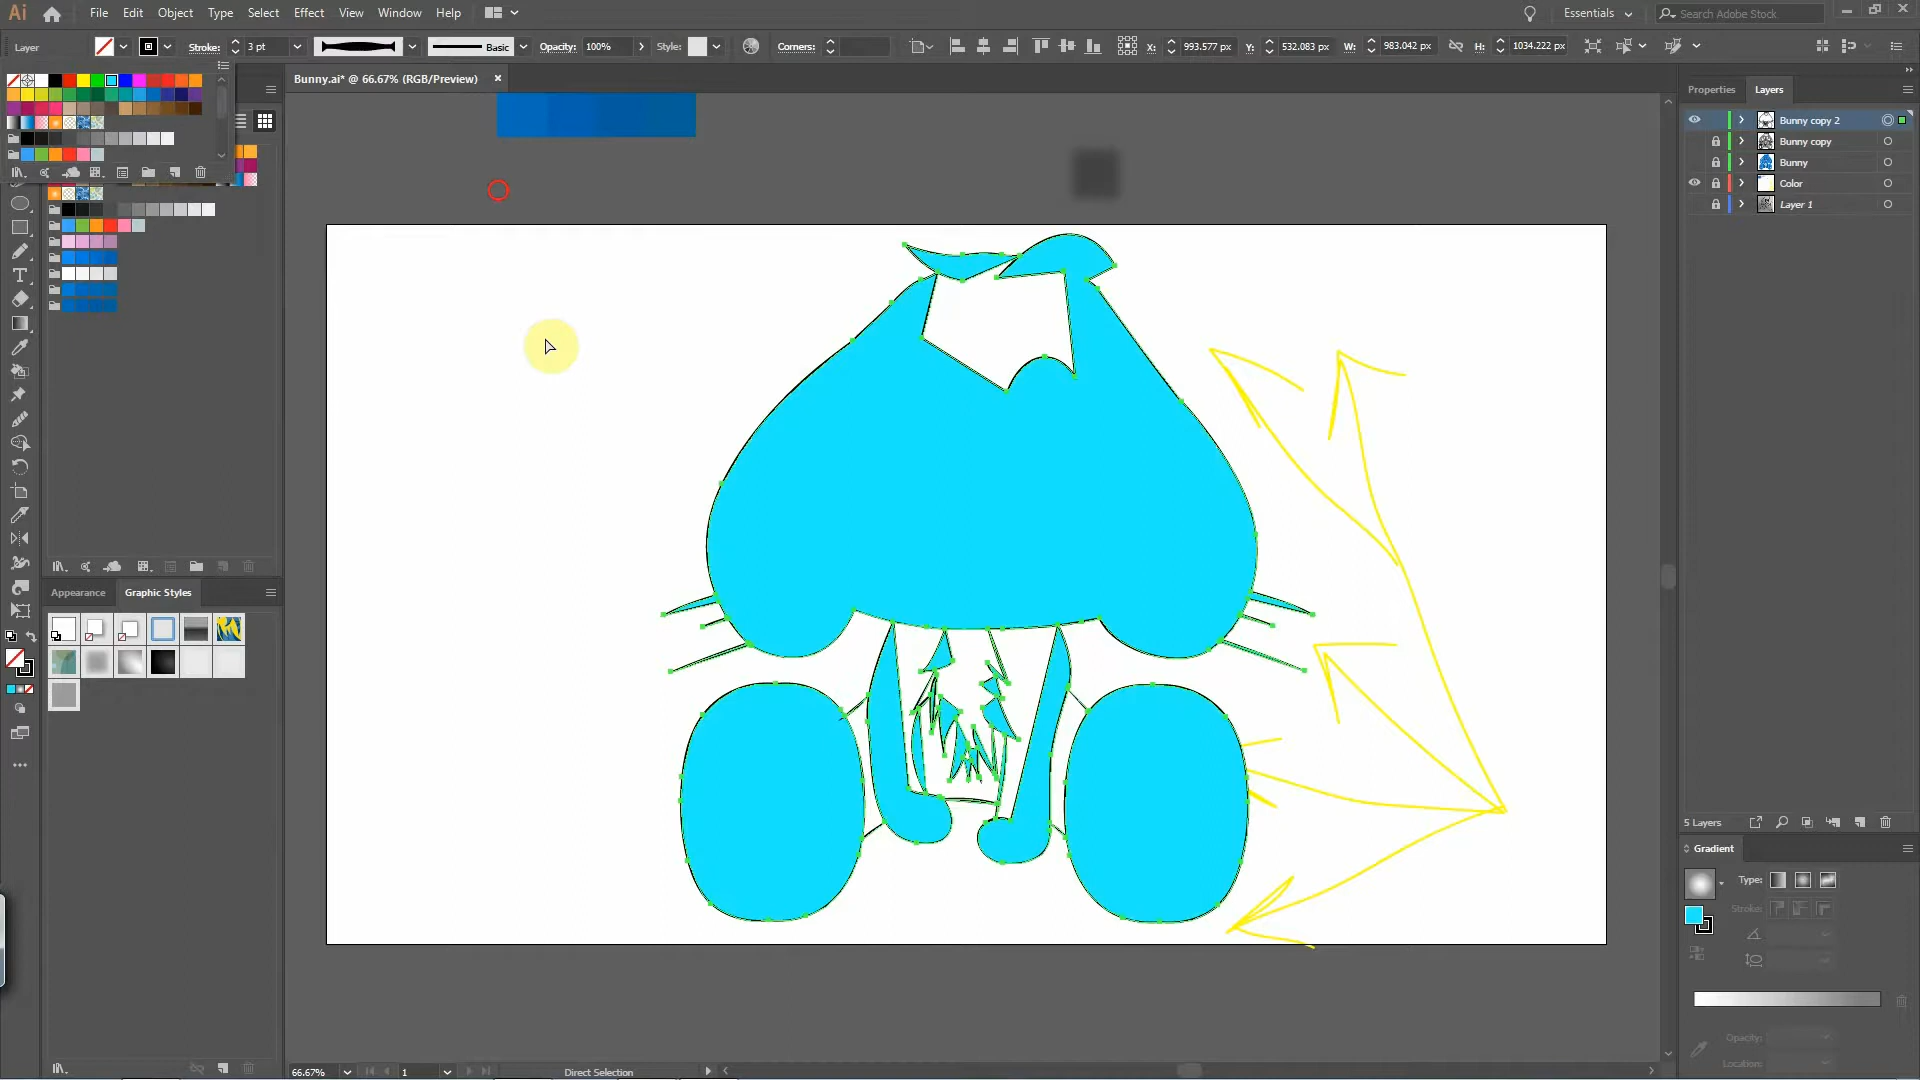 Ai File Edit Object Type Select Effect View Window Help Essentials Search Adobe Stock
Layer Stroke: 3 pt Basic Opacity: 100% Style: Corners: X: 993.577 px Y: 532.083 px W: 983.042 px H: 1034.222 px
Bunny.ai* @ 66.67% (RGB/Preview)
Properties Layers
Bunny copy 2
Bunny copy
Bunny
Color
Layer 1
Appearance Graphic Styles
5 Layers
Gradient
Type:
Stroke:
Opacity:
Location:
66.67% 1 Direct Selection